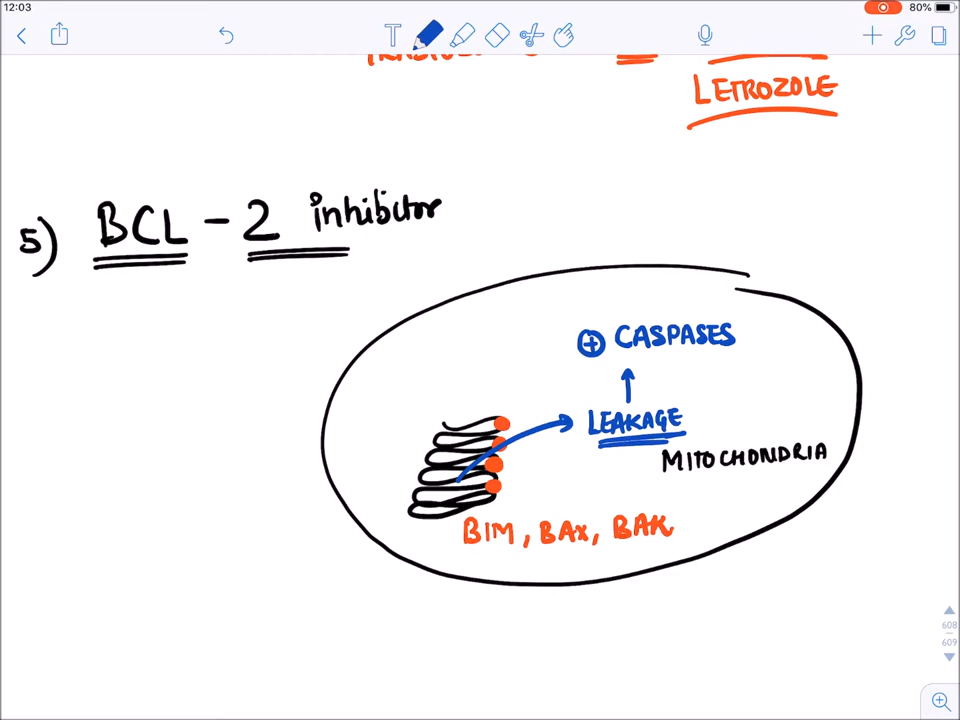 12:03
80%
T
LETROZOLE
5) BCL - 2 inhibitor
+ CASPASES
LEAKAGE
MITOCHONDRIA
BIM, BAX, BAK
608
609